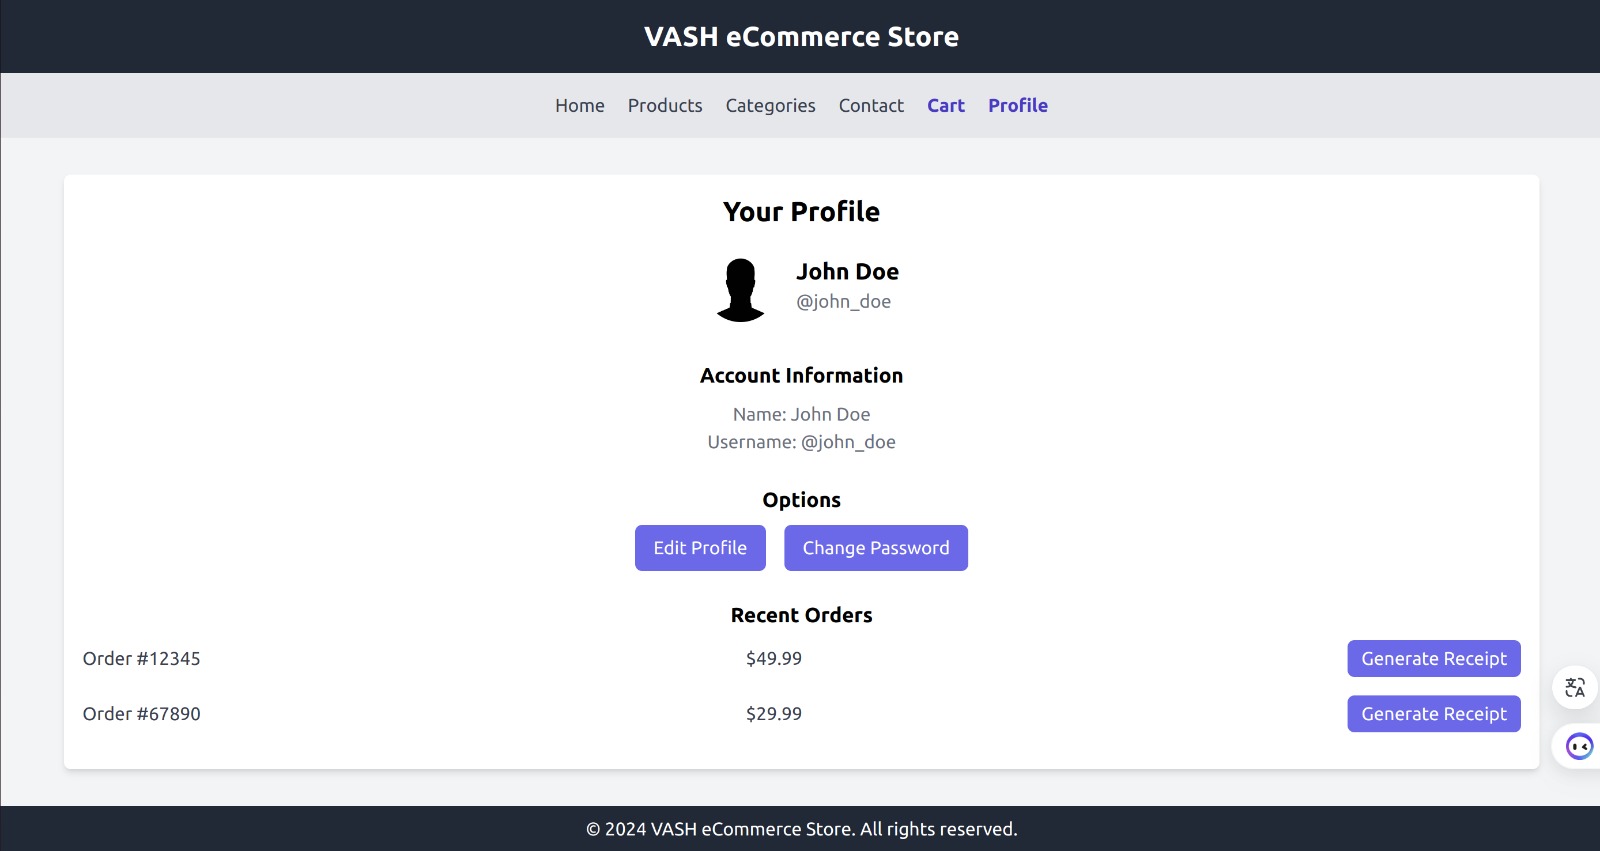 VASH eCommerce Store
Home Products Categories Contact Cart Profile
Your Profile
John Doe
@john_doe
Account Information
Name: John Doe
Username: @john_doe
Options
Edit Profile Change Password
Recent Orders
Order #12345 $49.99 Generate Receipt
Order #67890 $29.99 Generate Receipt
© 2024 VASH eCommerce Store. All rights reserved.